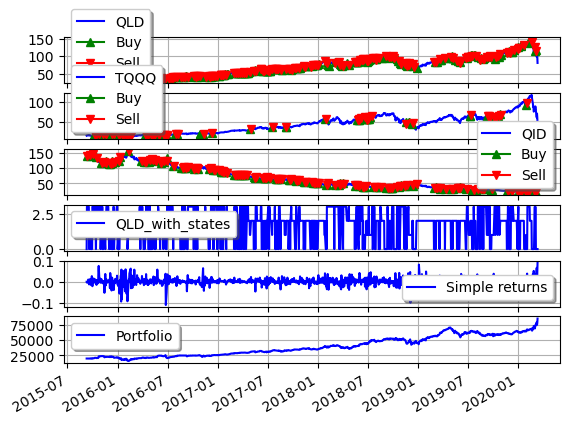 QLD
Buy
Sell
150
100
50
TQQQ
Buy
Sell
100
50
QID
Buy
Sell
150
100
50
QLD_with_states
2.5
0.0
Simple returns
0.1
0.0
−0.1
Portfolio
75000
50000
25000
2015-07
2016-01
2016-07
2017-01
2017-07
2018-01
2018-07
2019-01
2019-07
2020-01